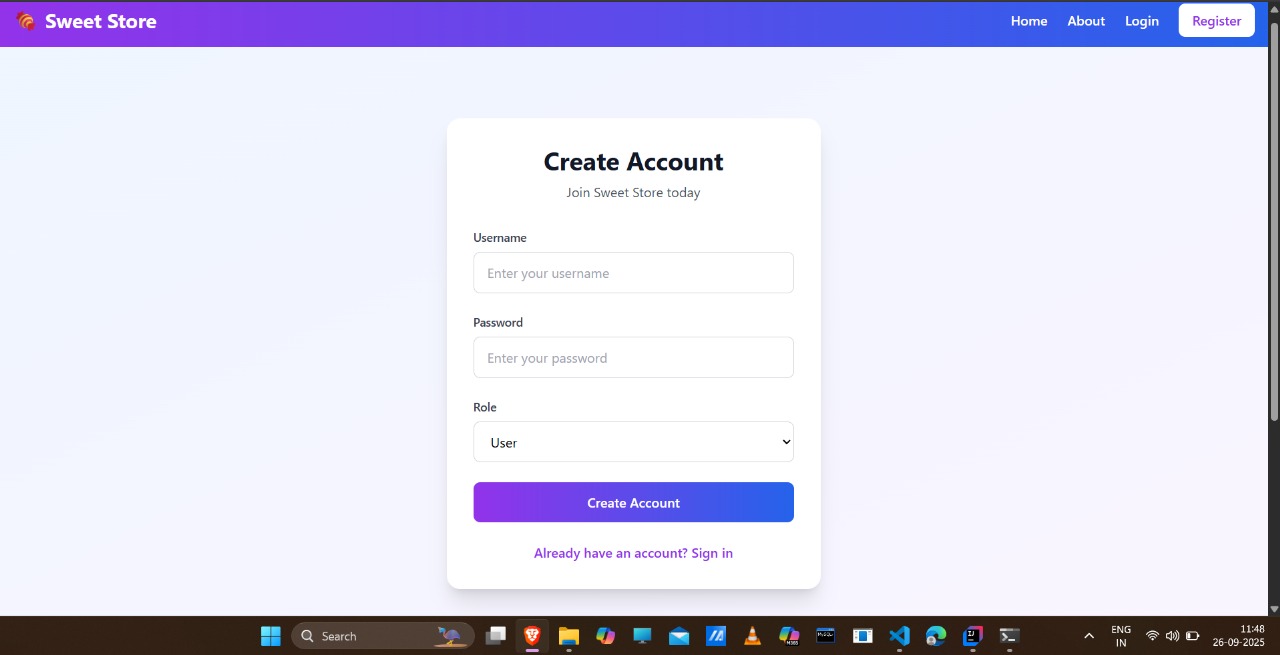 Sweet Store
Home About Login Register
Create Account
Join Sweet Store today
Username
Enter your username
Password
Enter your password
Role
User
Create Account
Already have an account? Sign in
Search
ENG
IN
11:48
26-09-2025